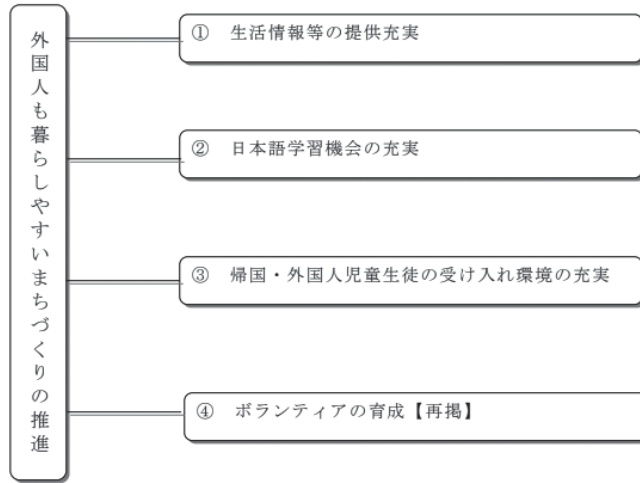 外国人も暮らしやすいまちづくりの推進
① 生活情報等の提供充実
② 日本語学習機会の充実
③ 帰国・外国人児童生徒の受け入れ環境の充実
④ ボランティアの育成【再掲】